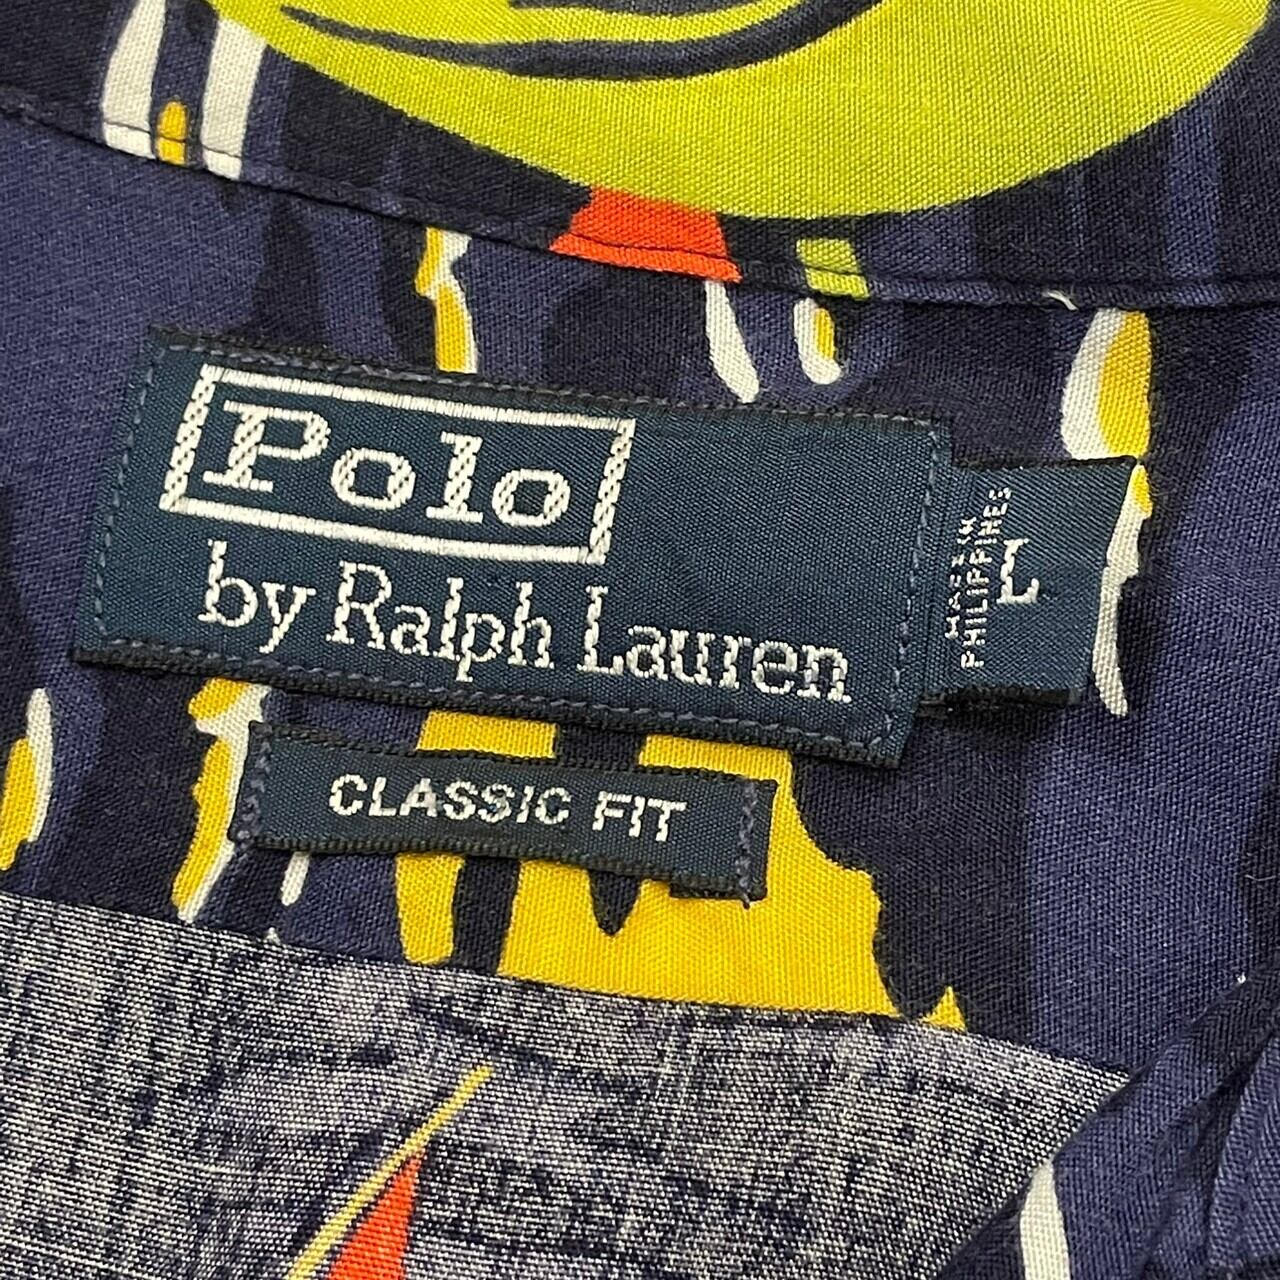 Polo
by Ralph Lauren
L
MADE IN
PHILIPPINES
CLASSIC FIT